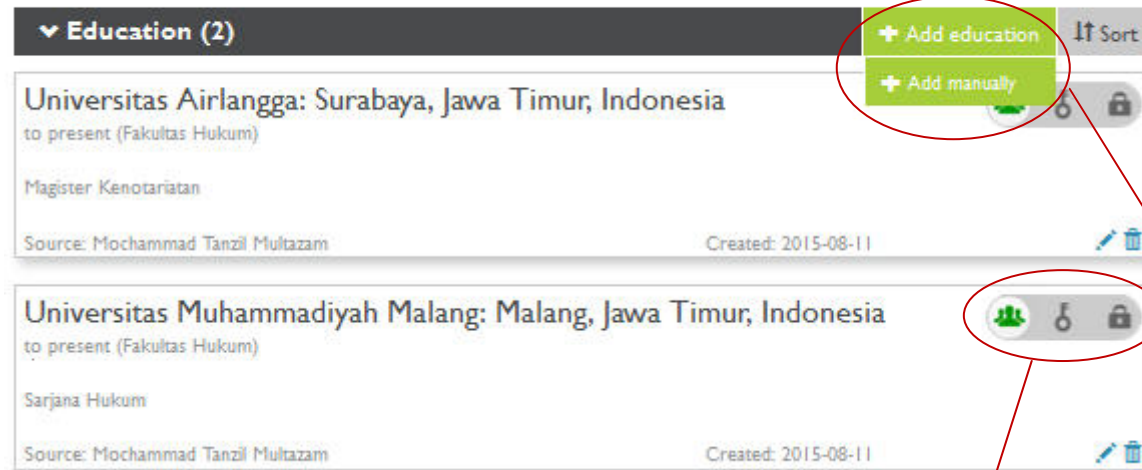 Education (2)
Add education
Sort
Add manually
Universitas Airlangga: Surabaya, Jawa Timur, Indonesia
to present (Fakultas Hukum)
Magister Kenotariatan
Source: Mochammad Tanzil Multazam Created: 2015-08-11
Universitas Muhammadiyah Malang: Malang, Jawa Timur, Indonesia
to present (Fakultas Hukum)
Sarjana Hukum
Source: Mochammad Tanzil Multazam Created: 2015-08-11